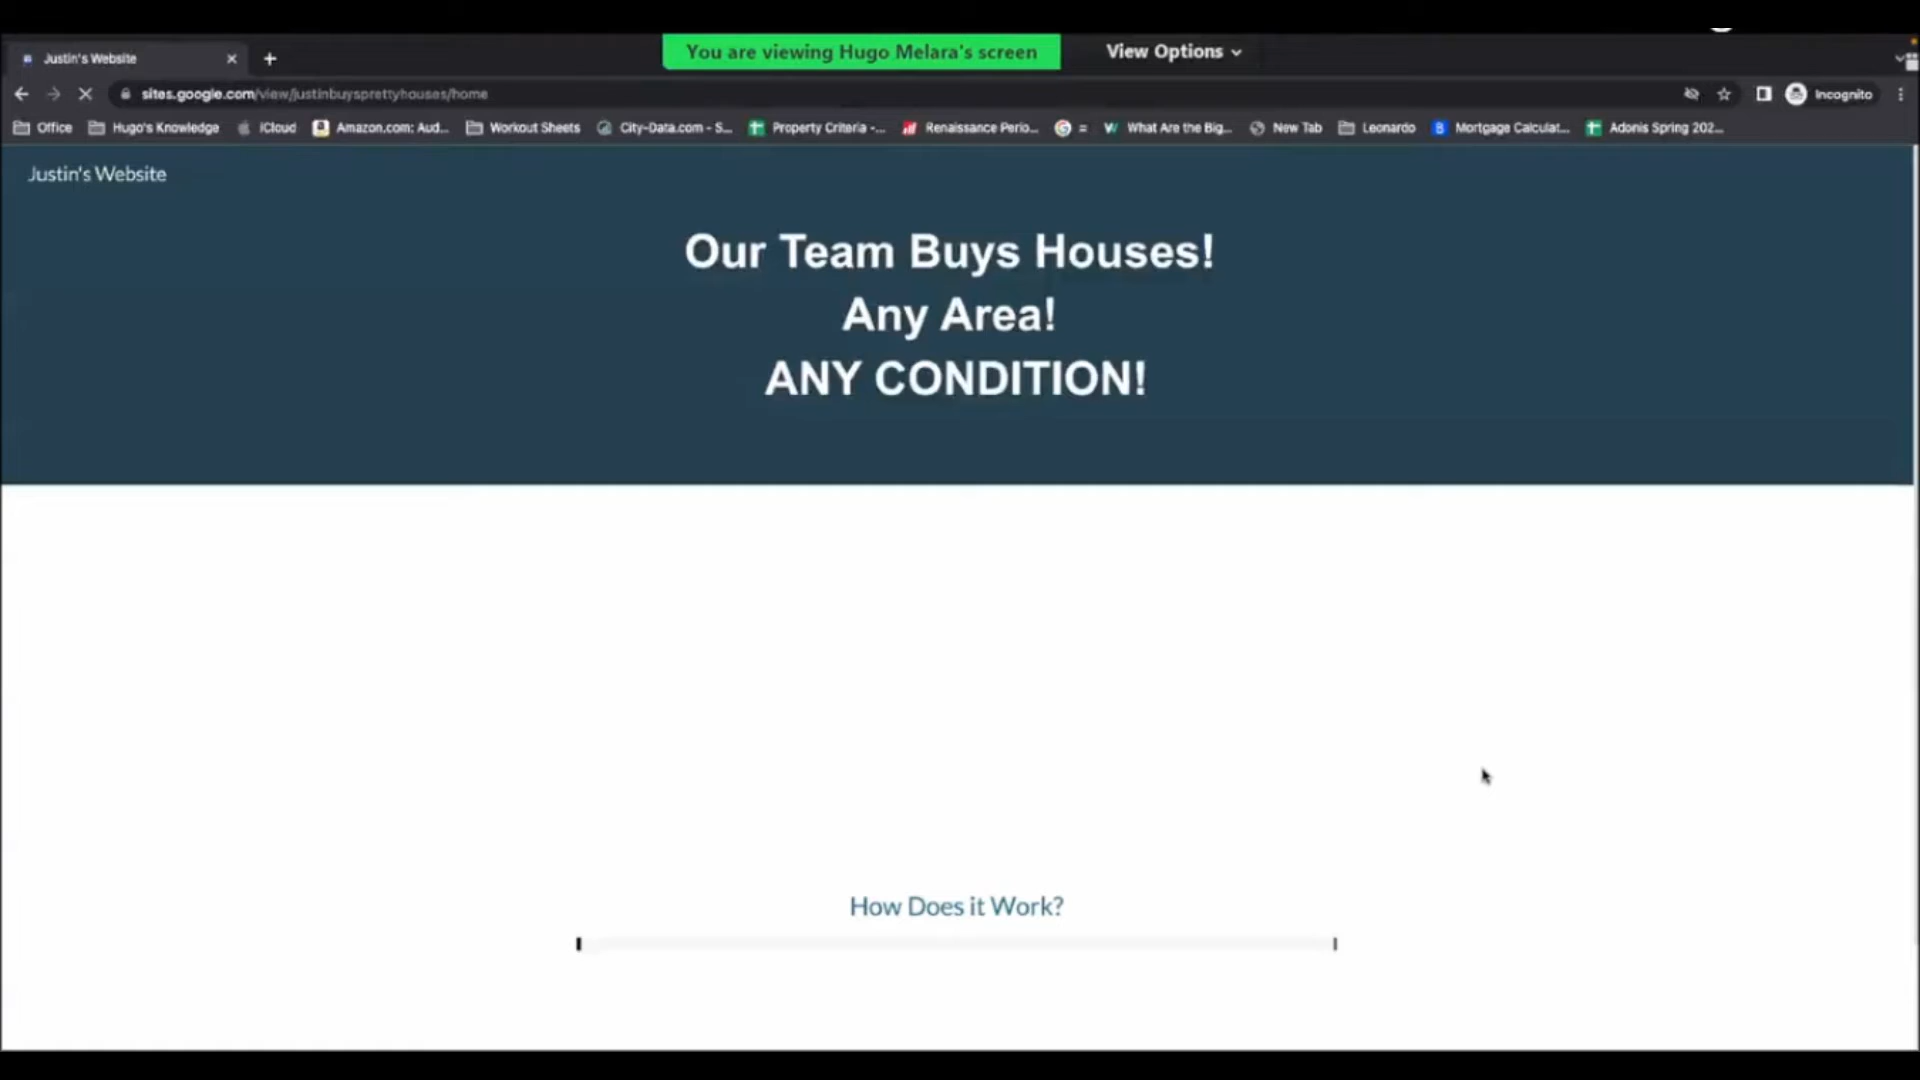 You are viewing Hugo Melara's screen View Options
Justin's Website
sites.google.com/view/justinbuysprettyhouses/home Incognito
Office Hugo's Knowledge iCloud Amazon.com: Aud... Workout Sheets City-Data.com - S... Property Criteria -... Renaissance Perio... = What Are the Big... New Tab Leonardo Mortgage Calculat... Adonis Spring 202...
Justin's Website
Our Team Buys Houses!
Any Area!
ANY CONDITION!
How Does it Work?